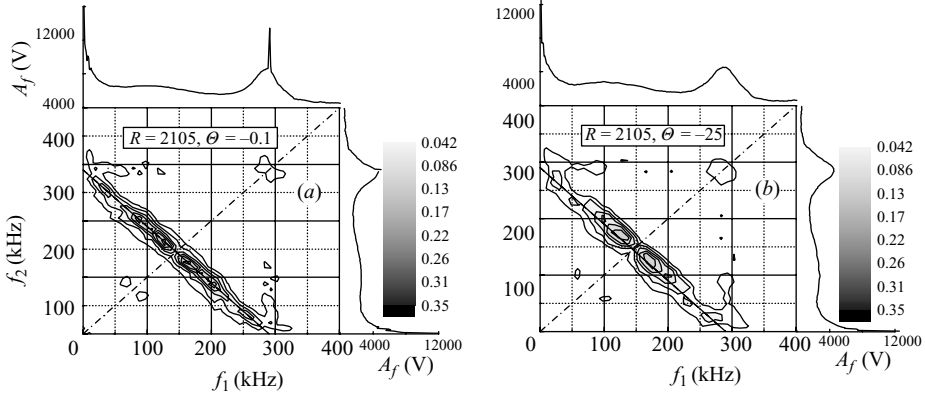 12000
A_f (V)
4000
R = 2105, Θ = –0.1
(a)
400
300
200
100
f_2 (kHz)
0 100 200 300 400
f_1 (kHz)
4000 12000
A_f (V)
0.042
0.086
0.13
0.17
0.22
0.26
0.31
0.35
12000
4000
R = 2105, Θ = –25
(b)
400
300
200
100
0 100 200 300 400
f_1 (kHz)
4000 12000
A_f (V)
0.042
0.086
0.13
0.17
0.22
0.26
0.31
0.35